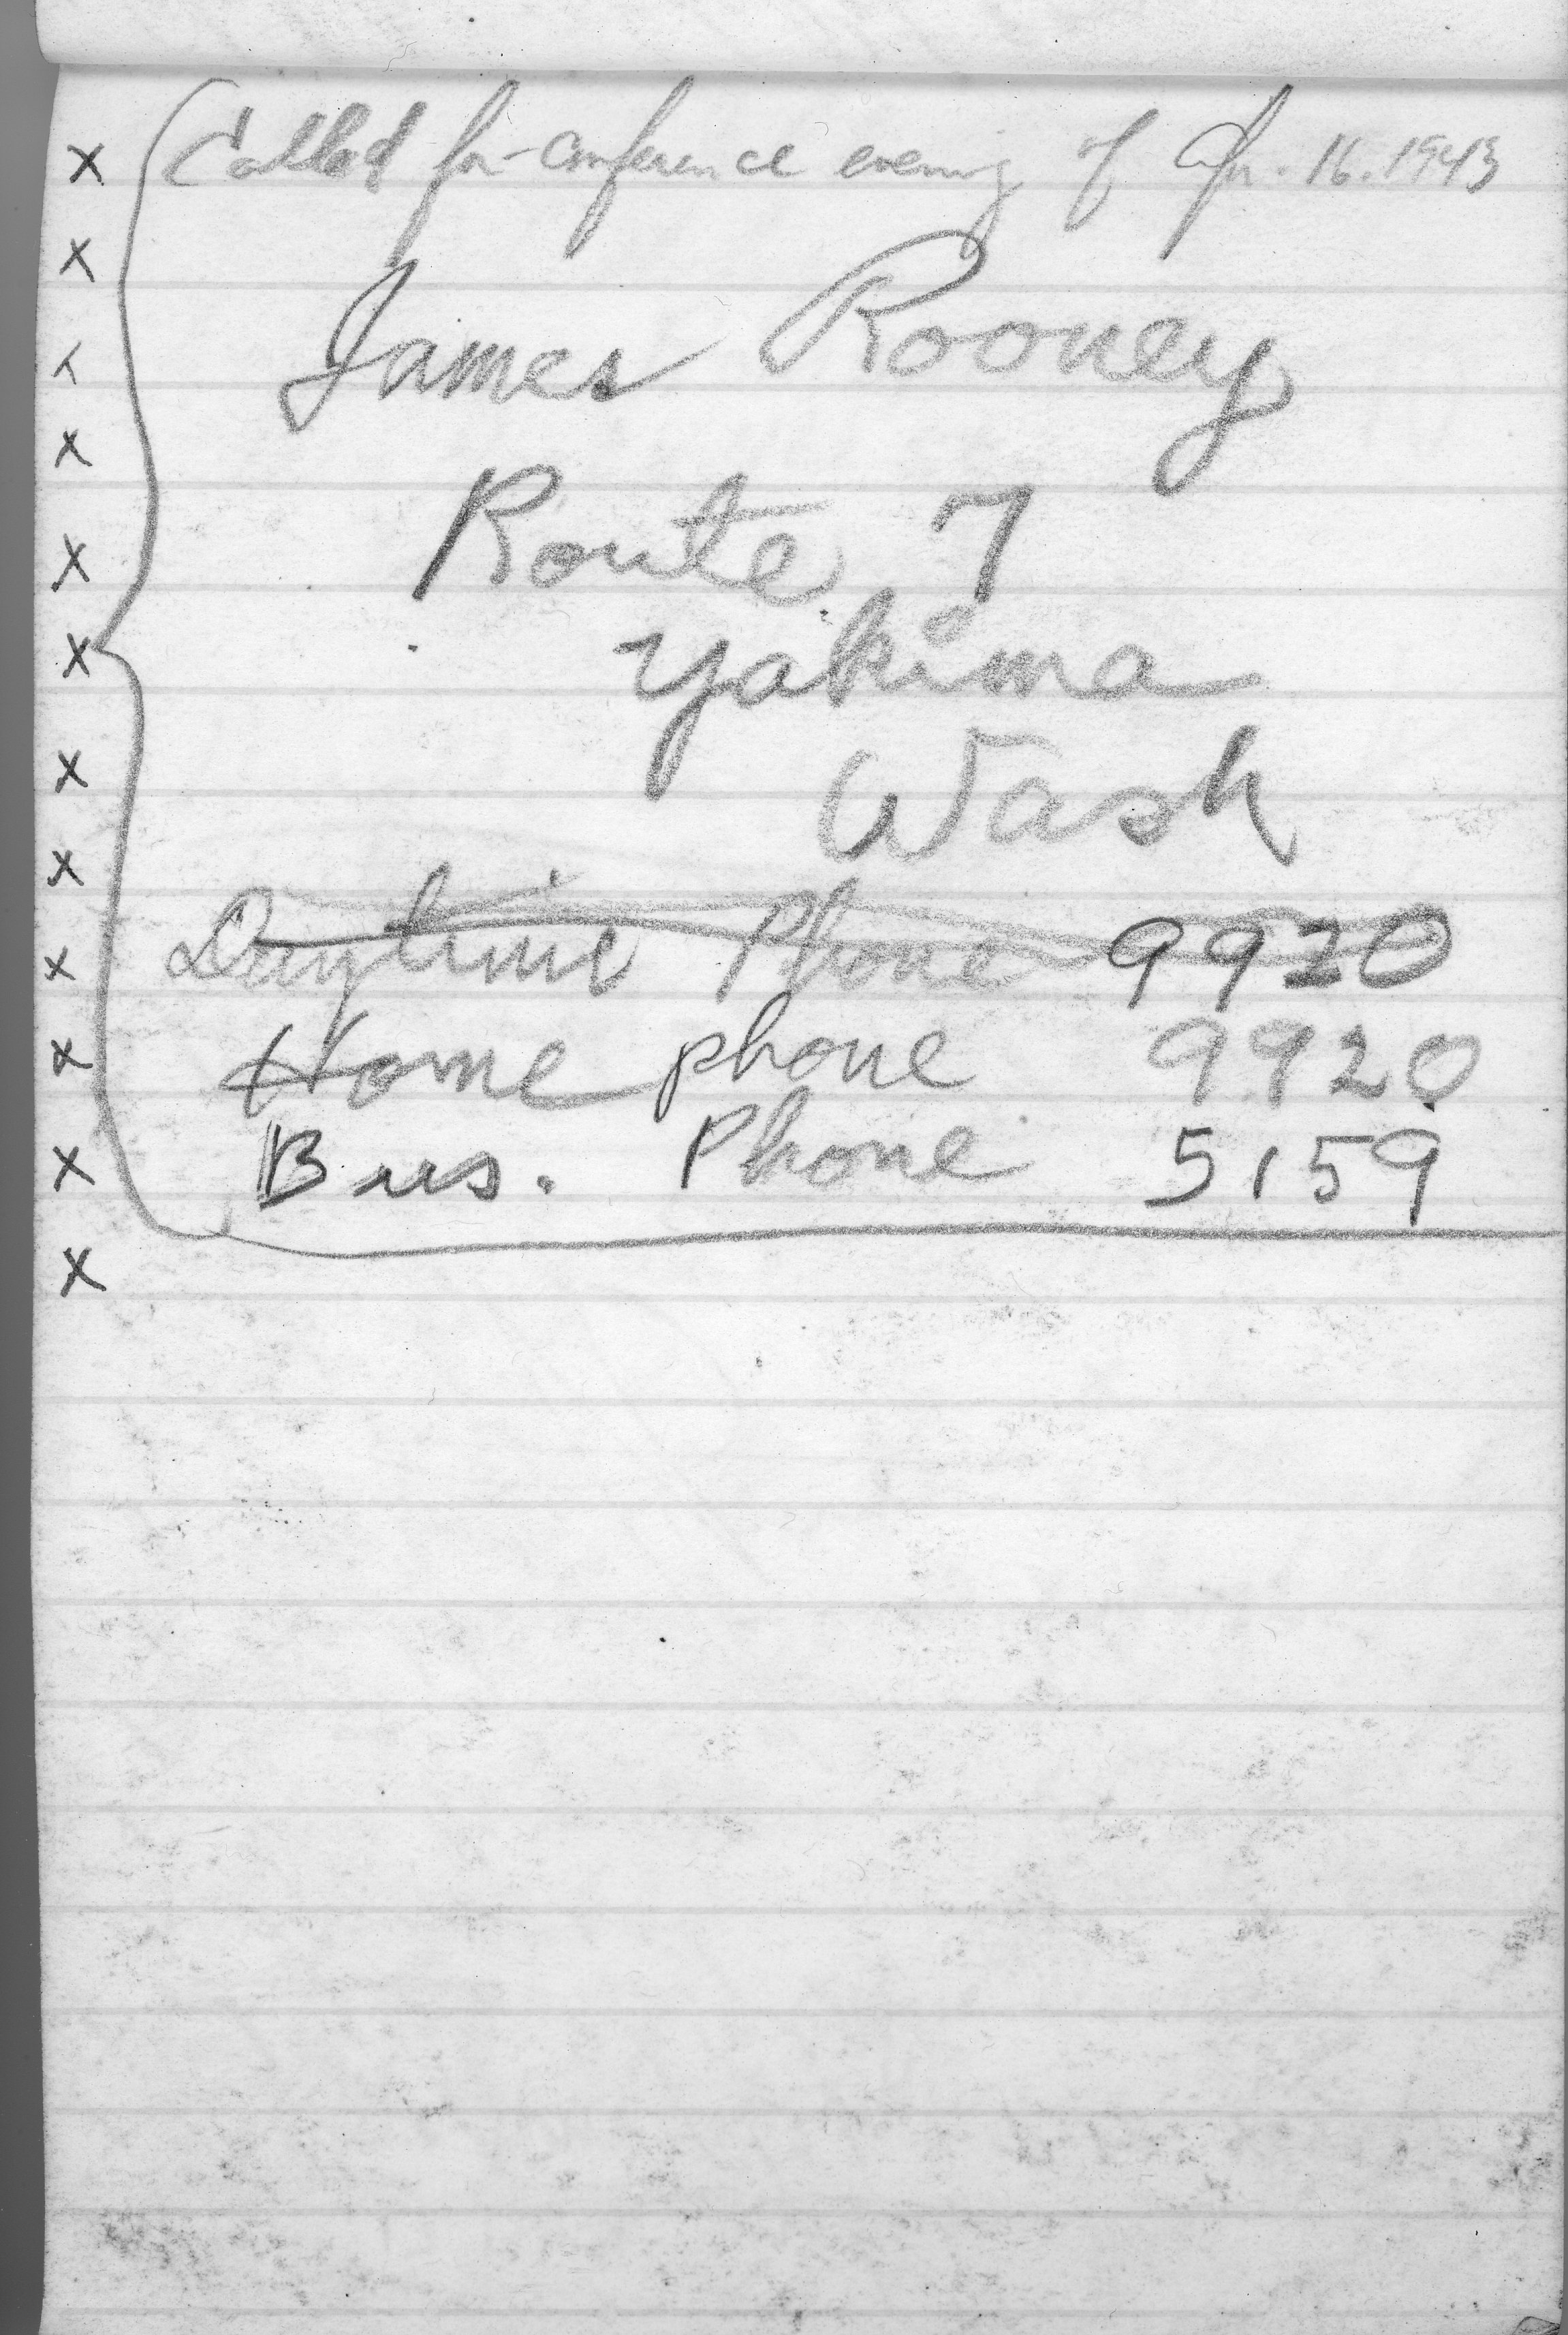 x Called for conference evening of Apr. 16. 1943
x
x James Rooney
x
x Route 7
x Yakima
x Wash
x
x Daytime Phone 9920
x Home phone 9920
x Bus. Phone 5159
x